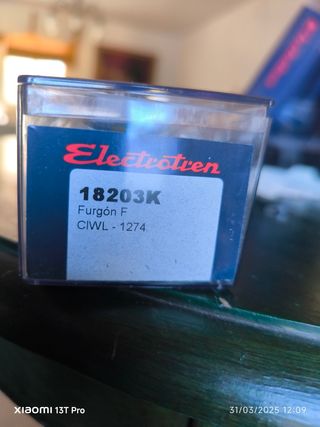 Electrotren
18203K
Furgón F
CIWL - 1274
xiaomi 13T Pro
31/03/2025 12:09